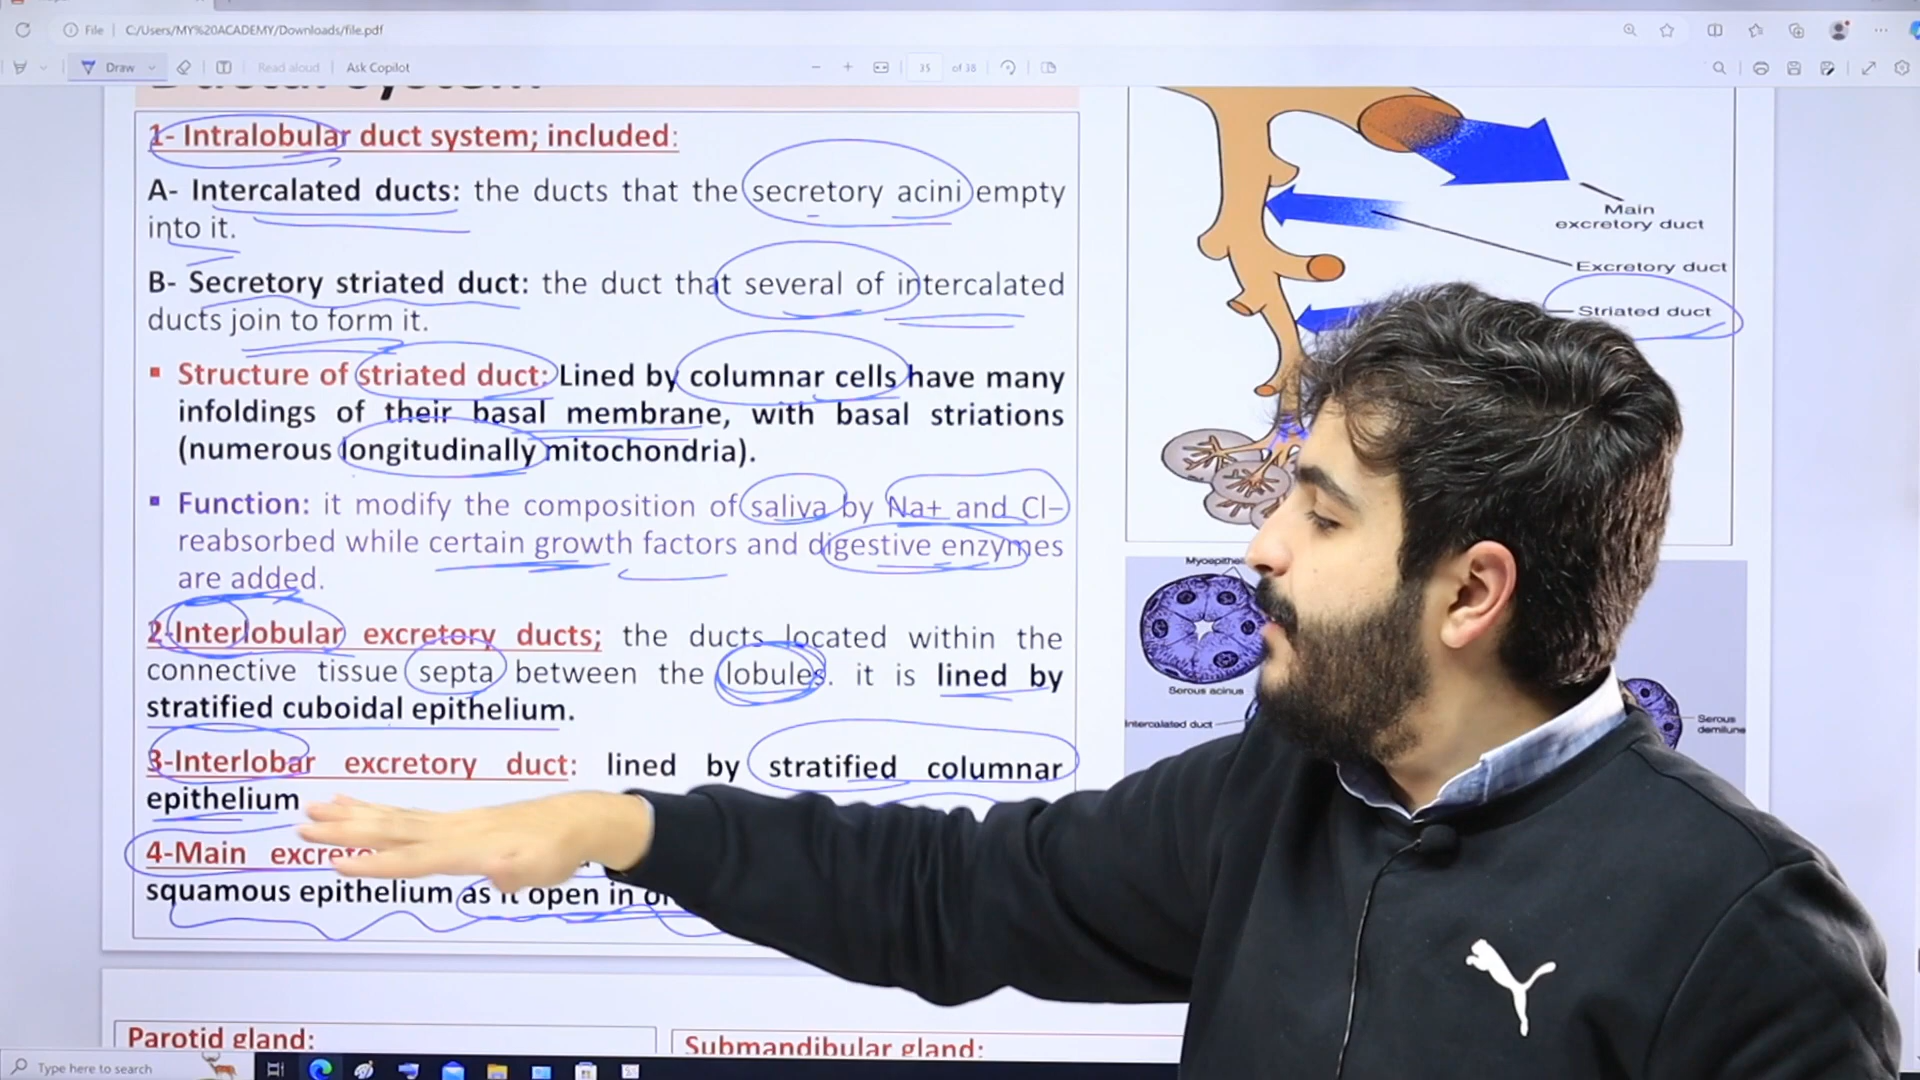 File | C:/Users/MY%20ACADEMY/Downloads/file.pdf
Draw
Read aloud
Ask Copilot
35 of 38
1- Intralobular duct system; included:
A- Intercalated ducts: the ducts that the secretory acini empty
into it.
B- Secretory striated duct: the duct that several of intercalated
ducts join to form it.
Structure of striated duct: Lined by columnar cells have many
infoldings of their basal membrane, with basal striations
(numerous longitudinally mitochondria).
Function: it modify the composition of saliva by Na+ and Cl–
reabsorbed while certain growth factors and digestive enzymes
are added.
2-Interlobular excretory ducts; the ducts located within the
connective tissue septa between the lobules. it is lined by
stratified cuboidal epithelium.
3-Interlobar excretory duct: lined by stratified columnar
epithelium
4-Main
squamous epithelium as it open in
Main
excretory duct
Excretory duct
Striated duct
Serous acinus
Intercalated duct
Serous
demilune
Parotid gland:
Submandibular gland:
Type here to search